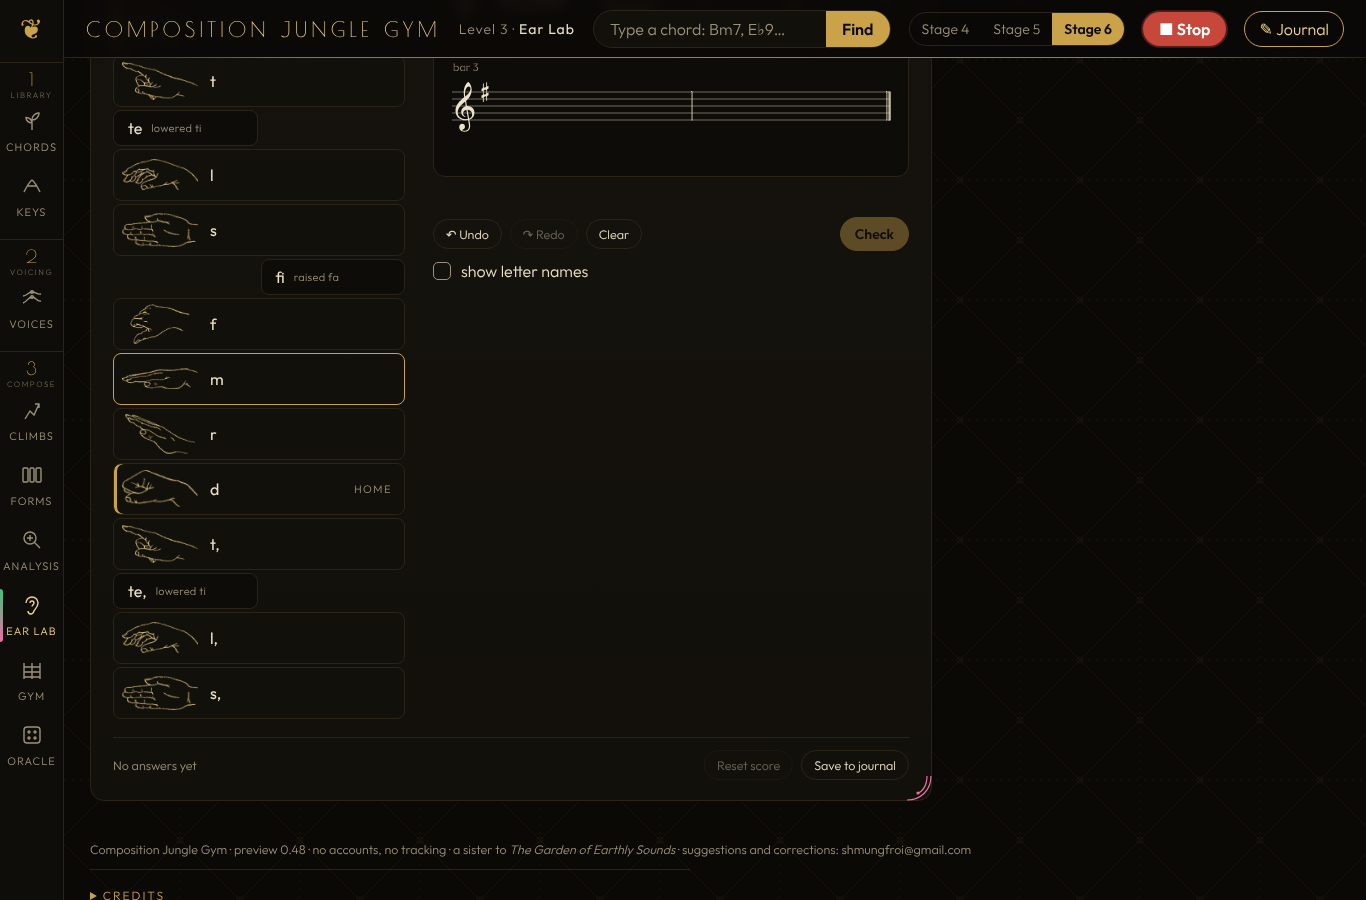 COMPOSITION JUNGLE GYM
Level 3 · Ear Lab
Type a chord: Bm7, E♭9…
Find
Stage 4
Stage 5
Stage 6
■ Stop
✎ Journal
1
LIBRARY
CHORDS
KEYS
2
VOICING
VOICES
3
COMPOSE
CLIMBS
FORMS
ANALYSIS
EAR LAB
GYM
ORACLE
t
te lowered ti
l
s
fi raised fa
f
m
r
d HOME
t,
te, lowered ti
l,
s,
bar 3
↶ Undo
↷ Redo
Clear
Check
show letter names
No answers yet
Reset score
Save to journal
Composition Jungle Gym · preview 0.48 · no accounts, no tracking · a sister to The Garden of Earthly Sounds · suggestions and corrections: shmungfroi@gmail.com
▶ CREDITS